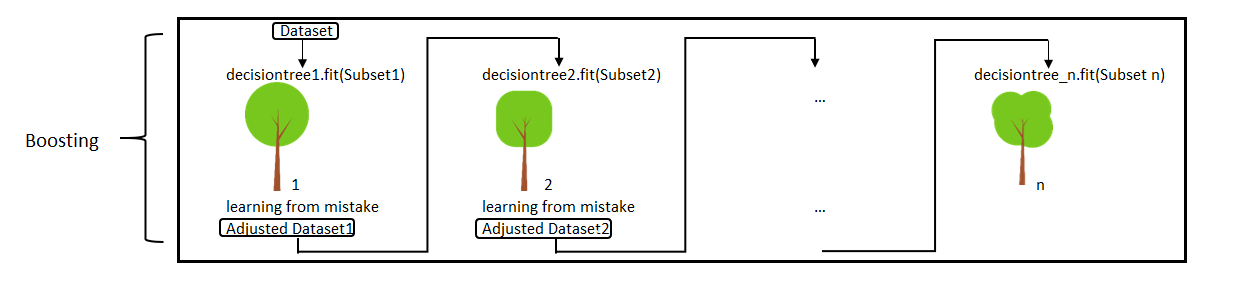 Dataset
decisiontree1.fit(Subset1)
decisiontree2.fit(Subset2)
...
decisiontree_n.fit(Subset n)
Boosting
1
2
n
learning from mistake
learning from mistake
...
Adjusted Dataset1
Adjusted Dataset2